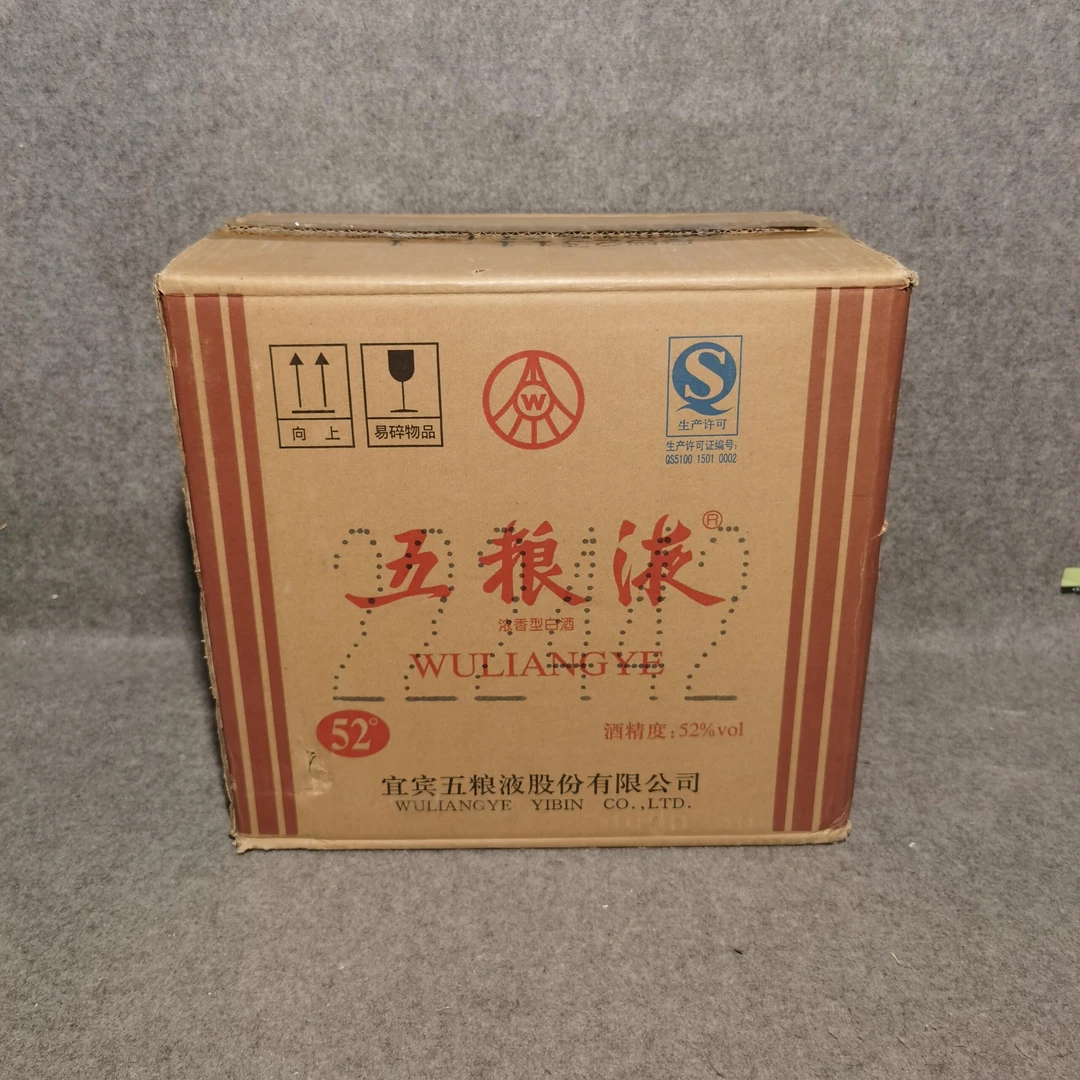 向 上
易碎物品
W
QS
生产许可
生产许可证编号:
QS5100 1501 0002
五粮液®
浓香型白酒
WULIANGYE
52°
酒精度:52%vol
宜宾五粮液股份有限公司
WULIANGYE YIBIN CO.,LTD.